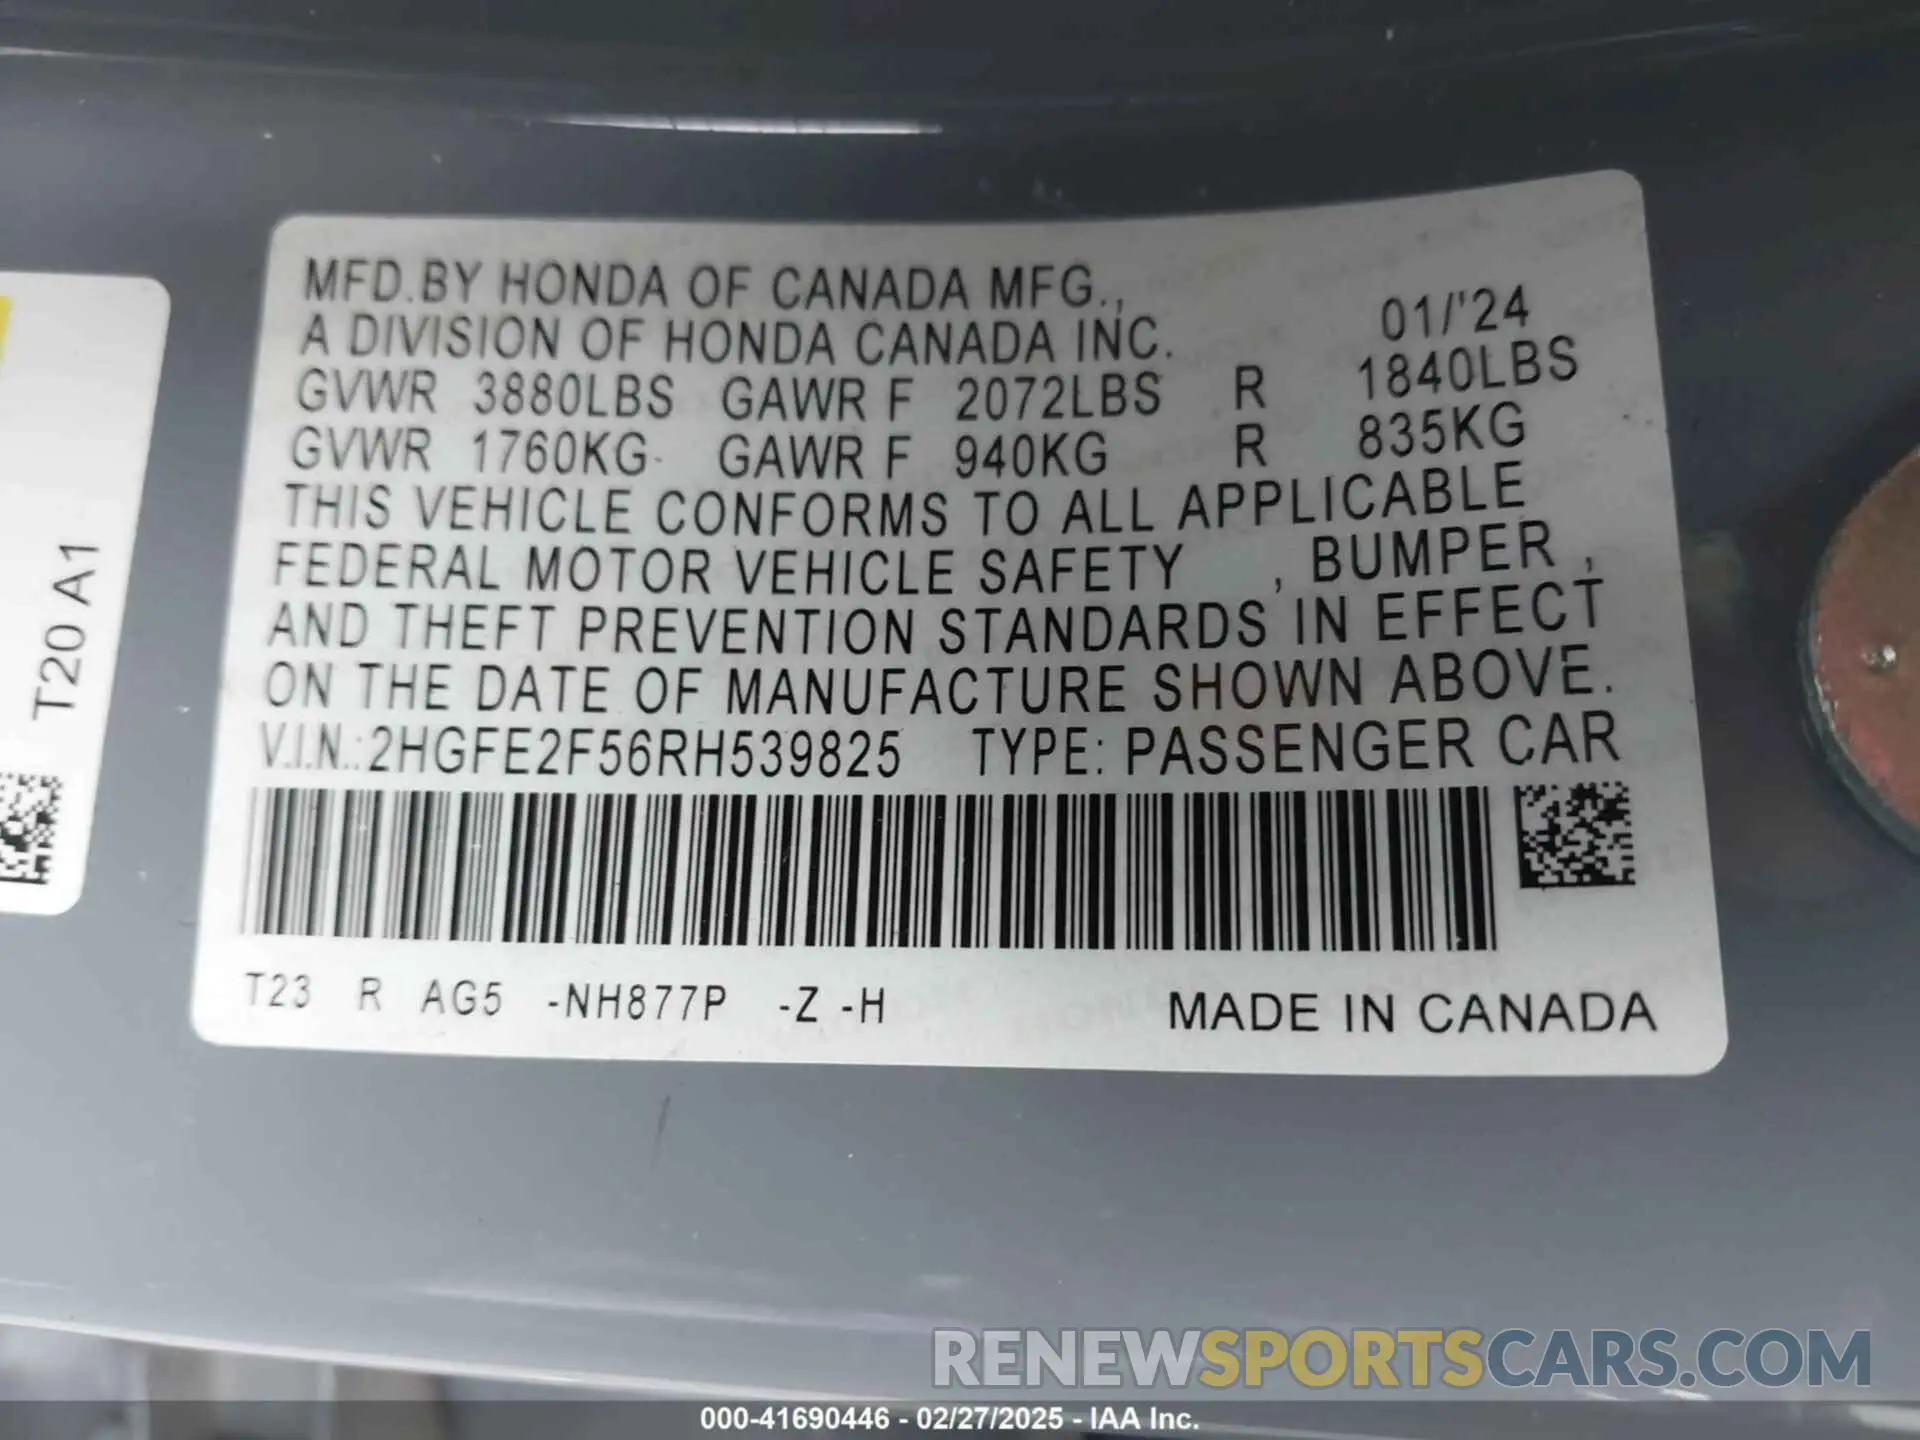 MFD.BY HONDA OF CANADA MFG.,
A DIVISION OF HONDA CANADA INC. 01/'24
GVWR 3880LBS GAWR F 2072LBS R 1840LBS
GVWR 1760KG GAWR F 940KG R 835KG
THIS VEHICLE CONFORMS TO ALL APPLICABLE
FEDERAL MOTOR VEHICLE SAFETY , BUMPER ,
AND THEFT PREVENTION STANDARDS IN EFFECT
ON THE DATE OF MANUFACTURE SHOWN ABOVE.
V.I.N.:2HGFE2F56RH539825 TYPE: PASSENGER CAR
T23 R AG5 -NH877P -Z -H
MADE IN CANADA
T20 A1
RENEWSPORTSCARS.COM
000-41690446 - 02/27/2025 - IAA Inc.